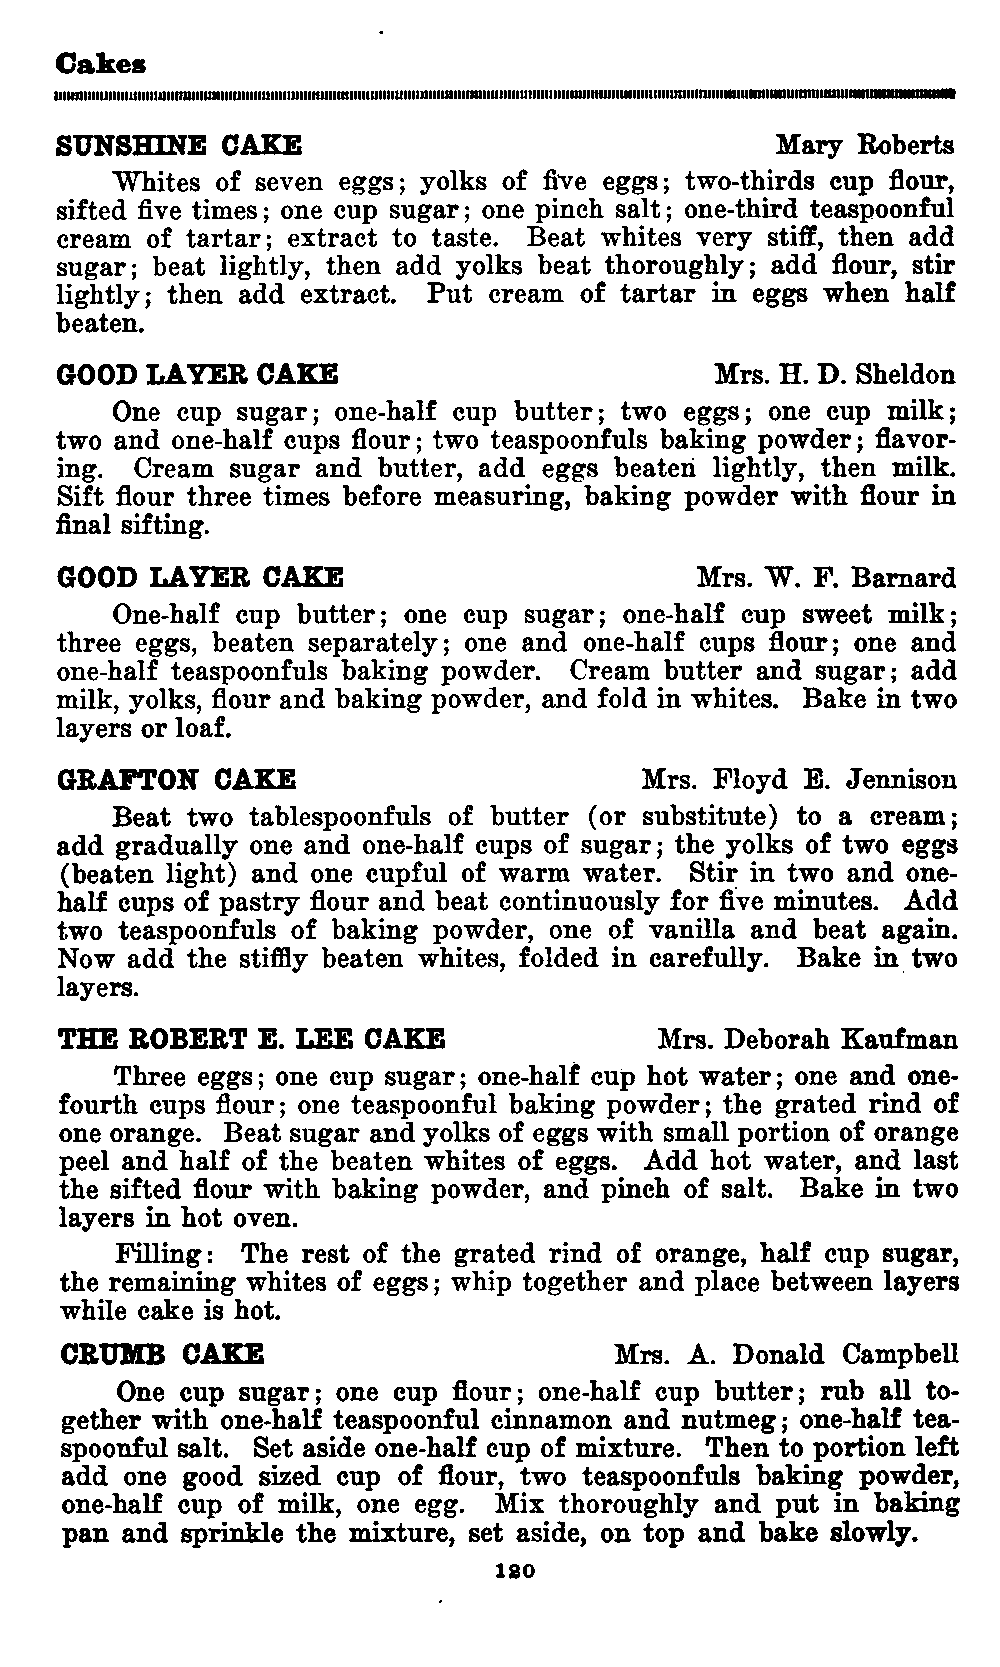 Cakes
SUNSHINE CAKE Mary Roberts
Whites of seven eggs; yolks of five eggs; two-thirds cup flour,
sifted five times; one cup sugar; one pinch salt; one-third teaspoonful
cream of tartar; extract to taste. Beat whites very stiff, then add
sugar; beat lightly, then add yolks beat thoroughly; add flour, stir
lightly; then add extract. Put cream of tartar in eggs when half
beaten.
GOOD LAYER CAKE Mrs. H. D. Sheldon
One cup sugar; one-half cup butter; two eggs; one cup milk;
two and one-half cups flour; two teaspoonfuls baking powder; flavor-
ing. Cream sugar and butter, add eggs beaten lightly, then milk.
Sift flour three times before measuring, baking powder with flour in
final sifting.
GOOD LAYER CAKE Mrs. W. F. Barnard
One-half cup butter; one cup sugar; one-half cup sweet milk;
three eggs, beaten separately; one and one-half cups flour; one and
one-half teaspoonfuls baking powder. Cream butter and sugar; add
milk, yolks, flour and baking powder, and fold in whites. Bake in two
layers or loaf.
GRAFTON CAKE Mrs. Floyd E. Jennison
Beat two tablespoonfuls of butter (or substitute) to a cream;
add gradually one and one-half cups of sugar; the yolks of two eggs
(beaten light) and one cupful of warm water. Stir in two and one-
half cups of pastry flour and beat continuously for five minutes. Add
two teaspoonfuls of baking powder, one of vanilla and beat again.
Now add the stiffly beaten whites, folded in carefully. Bake in two
layers.
THE ROBERT E. LEE CAKE Mrs. Deborah Kaufman
Three eggs; one cup sugar; one-half cup hot water; one and one-
fourth cups flour; one teaspoonful baking powder; the grated rind of
one orange. Beat sugar and yolks of eggs with small portion of orange
peel and half of the beaten whites of eggs. Add hot water, and last
the sifted flour with baking powder, and pinch of salt. Bake in two
layers in hot oven.
Filling: The rest of the grated rind of orange, half cup sugar,
the remaining whites of eggs; whip together and place between layers
while cake is hot.
CRUMB CAKE Mrs. A. Donald Campbell
One cup sugar; one cup flour; one-half cup butter; rub all to-
gether with one-half teaspoonful cinnamon and nutmeg; one-half tea-
spoonful salt. Set aside one-half cup of mixture. Then to portion left
add one good sized cup of flour, two teaspoonfuls baking powder,
one-half cup of milk, one egg. Mix thoroughly and put in baking
pan and sprinkle the mixture, set aside, on top and bake slowly.
120